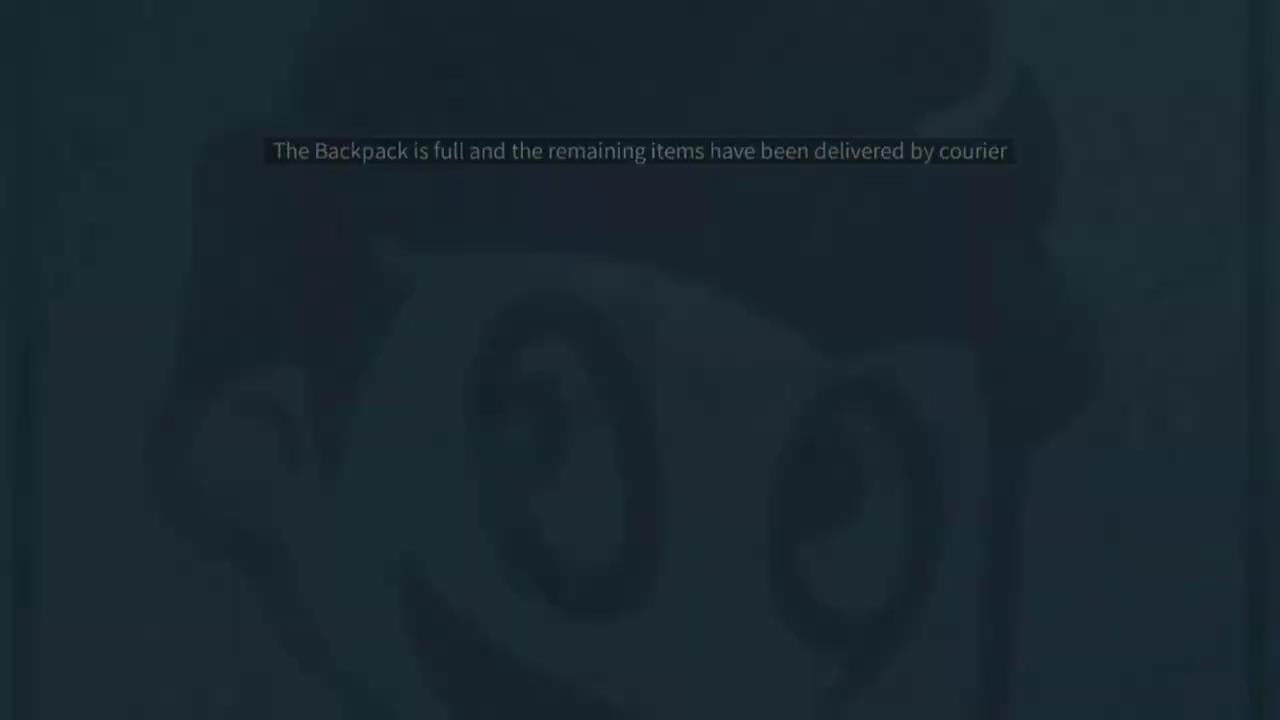 The Backpack is full and the remaining items have been delivered by courier